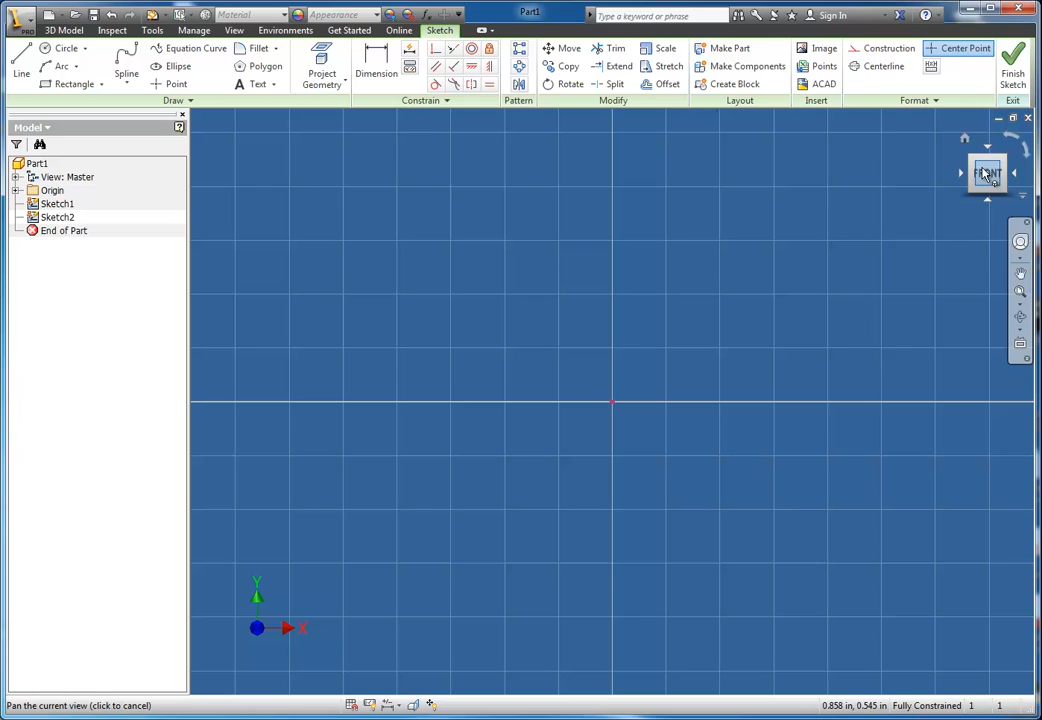 Material
Appearance
Part1
Type a keyword or phrase
Sign In
PRO
3D Model
Inspect
Tools
Manage
View
Environments
Get Started
Online
Sketch
Line
Circle
Arc
Rectangle
Spline
Equation Curve
Ellipse
Point
Fillet
Polygon
Text
Project
Geometry
Dimension
Move
Copy
Rotate
Trim
Extend
Split
Scale
Stretch
Offset
Make Part
Make Components
Create Block
Image
Points
ACAD
Construction
Centerline
Center Point
Finish
Sketch
Draw
Constrain
Pattern
Modify
Layout
Insert
Format
Exit
Model
Part1
View: Master
Origin
Sketch1
Sketch2
End of Part
FRONT
Y
X
Pan the current view (click to cancel)
0.858 in, 0.545 in
Fully Constrained
1
1